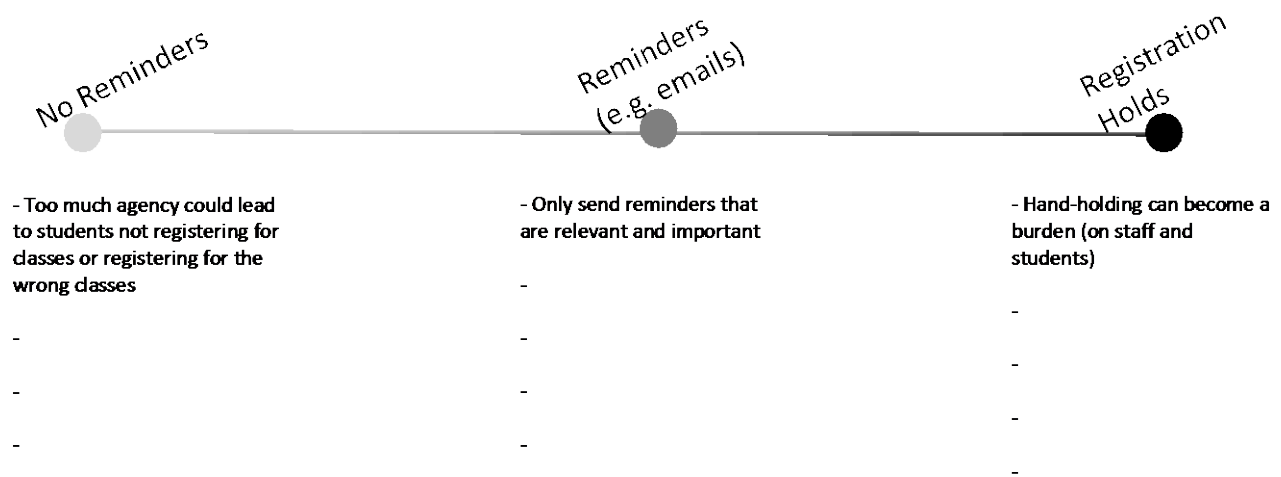 No Reminders
Reminders
(e.g. emails)
Registration
Holds
- Too much agency could lead
to students not registering for
classes or registering for the
wrong classes
-
-
-
- Only send reminders that
are relevant and important
-
-
-
-
- Hand-holding can become a
burden (on staff and
students)
-
-
-
-